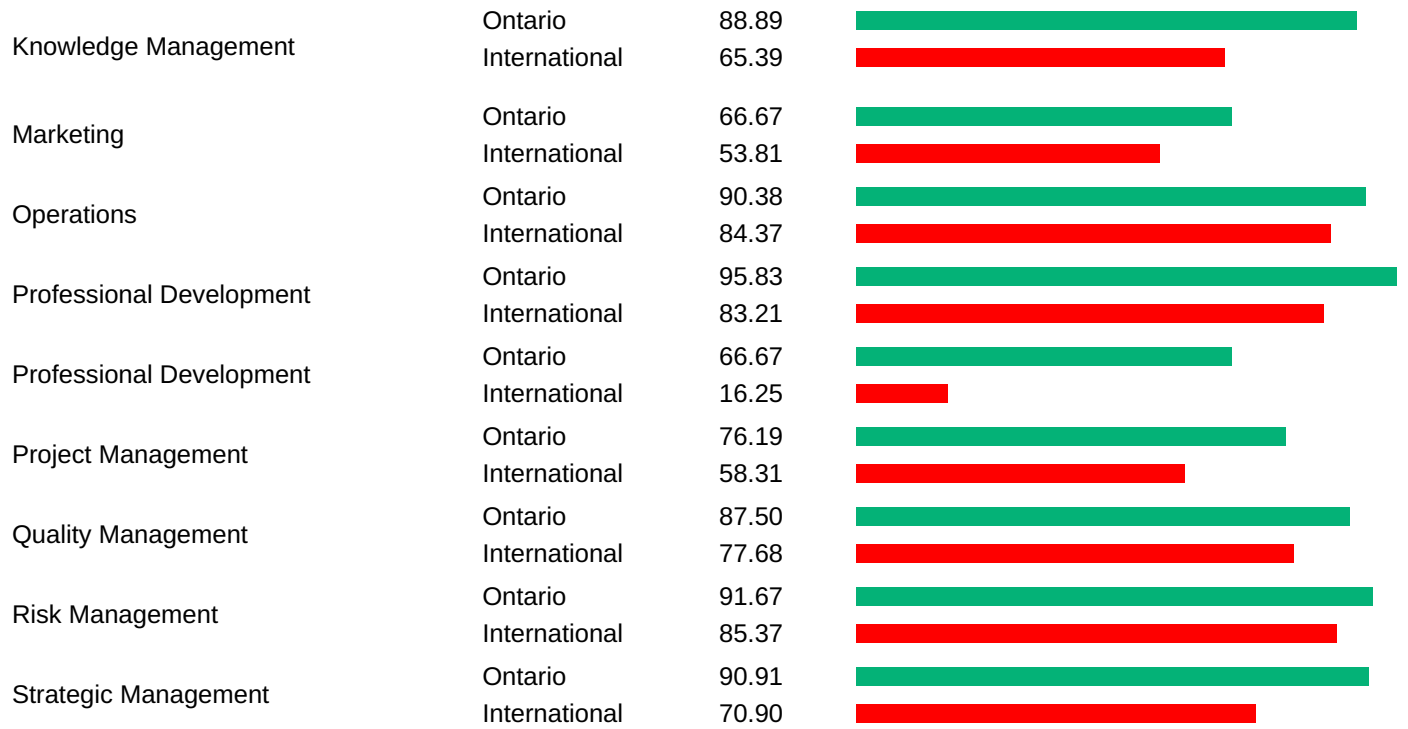 Knowledge Management
Ontario 88.89
International 65.39
Marketing
Ontario 66.67
International 53.81
Operations
Ontario 90.38
International 84.37
Professional Development
Ontario 95.83
International 83.21
Professional Development
Ontario 66.67
International 16.25
Project Management
Ontario 76.19
International 58.31
Quality Management
Ontario 87.50
International 77.68
Risk Management
Ontario 91.67
International 85.37
Strategic Management
Ontario 90.91
International 70.90